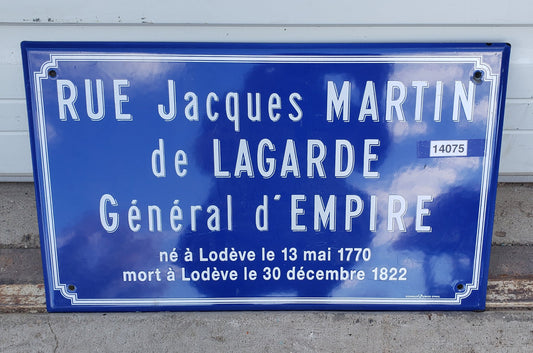 RUE Jacques MARTIN
de LAGARDE
14075
Général d'EMPIRE
né à Lodève le 13 mai 1770
mort à Lodève le 30 décembre 1822